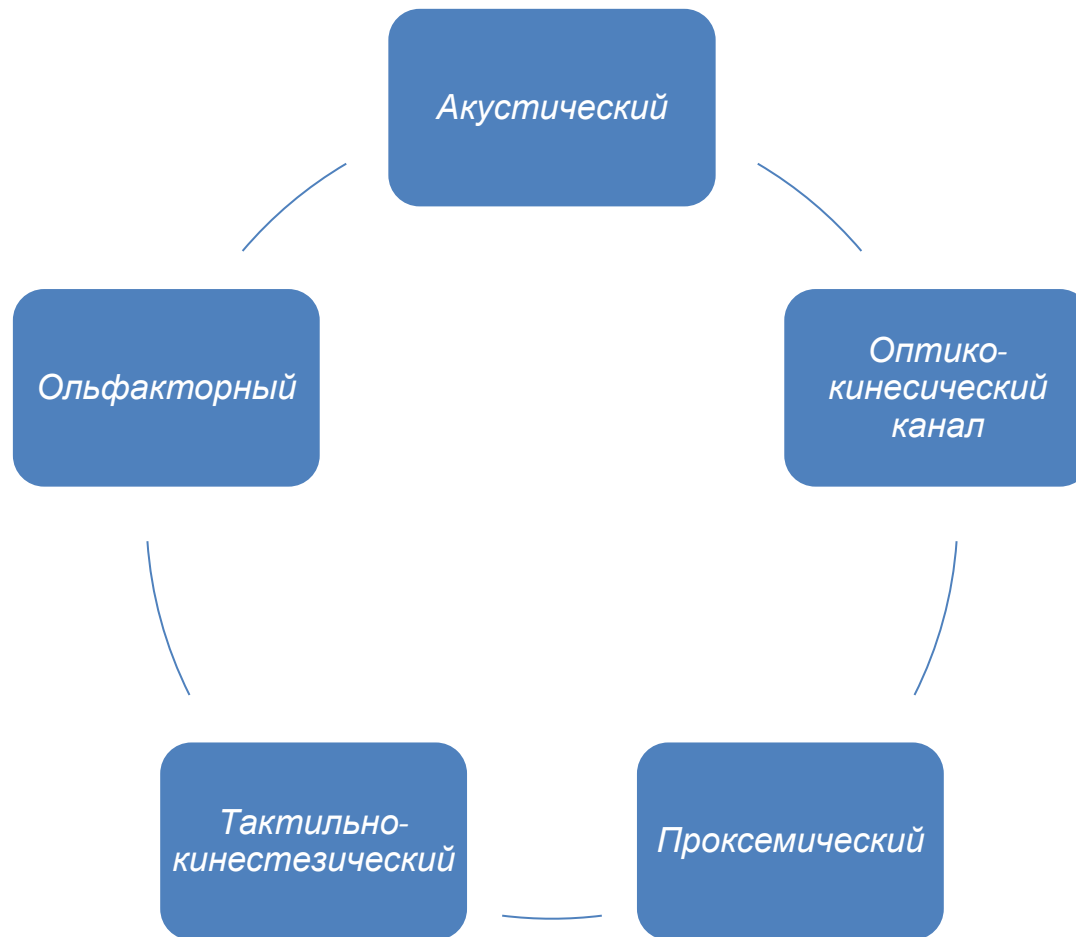 Акустический
Оптико-
кинесический
канал
Проксемический
Тактильно-
кинестезический
Ольфакторный